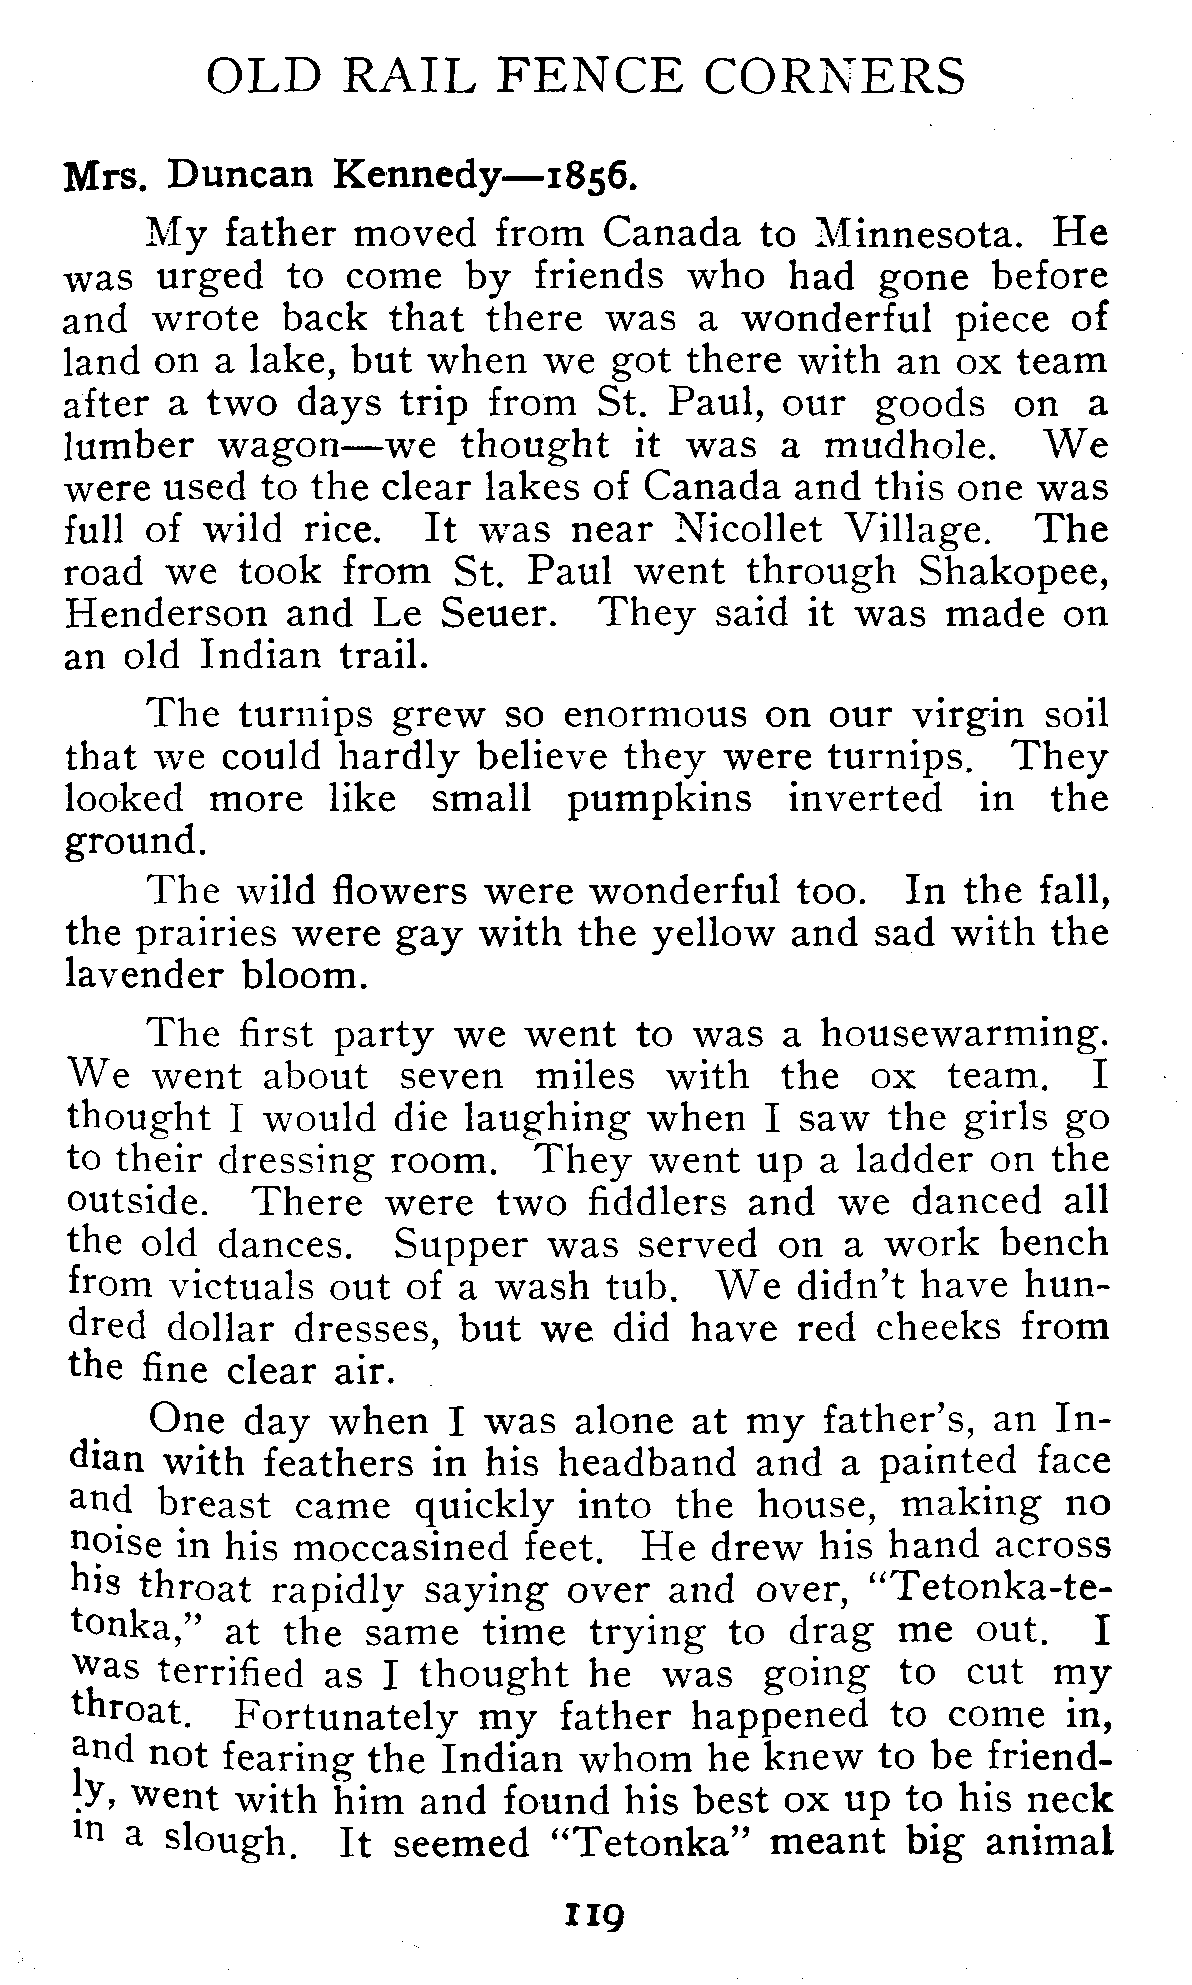 OLD RAIL FENCE CORNERS
Mrs. Duncan Kennedy—1856.
My father moved from Canada to Minnesota. He
was urged to come by friends who had gone before
and wrote back that there was a wonderful piece of
land on a lake, but when we got there with an ox team
after a two days trip from St. Paul, our goods on a
lumber wagon—we thought it was a mudhole. We
were used to the clear lakes of Canada and this one was
full of wild rice. It was near Nicollet Village. The
road we took from St. Paul went through Shakopee,
Henderson and Le Seuer. They said it was made on
an old Indian trail.
The turnips grew so enormous on our virgin soil
that we could hardly believe they were turnips. They
looked more like small pumpkins inverted in the
ground.
The wild flowers were wonderful too. In the fall,
the prairies were gay with the yellow and sad with the
lavender bloom.
The first party we went to was a housewarming.
We went about seven miles with the ox team. I
thought I would die laughing when I saw the girls go
to their dressing room. They went up a ladder on the
outside. There were two fiddlers and we danced all
the old dances. Supper was served on a work bench
from victuals out of a wash tub. We didn't have hun-
dred dollar dresses, but we did have red cheeks from
the fine clear air.
One day when I was alone at my father's, an In-
dian with feathers in his headband and a painted face
and breast came quickly into the house, making no
noise in his moccasined feet. He drew his hand across
his throat rapidly saying over and over, "Tetonka-te-
tonka," at the same time trying to drag me out. I
was terrified as I thought he was going to cut my
throat. Fortunately my father happened to come in,
and not fearing the Indian whom he knew to be friend-
ly, went with him and found his best ox up to his neck
in a slough. It seemed "Tetonka" meant big animal
119